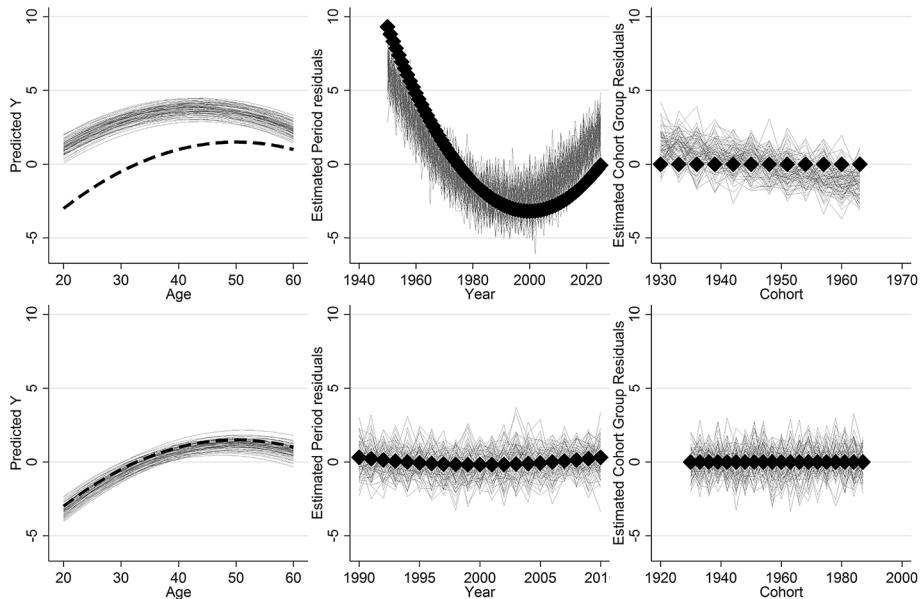 Predicted Y
10
5
0
-5
20 30 40 50 60
Age
Estimated Period residuals
10
5
0
-5
1940 1960 1980 2000 2020
Year
Estimated Cohort Group Residuals
10
5
0
-5
1930 1940 1950 1960 1970
Cohort
Predicted Y
10
5
0
-5
20 30 40 50 60
Age
Estimated Period residuals
10
5
0
-5
1990 1995 2000 2005
Year
Estimated Cohort Group Residuals
10
5
0
-5
1920 1940 1960 1980 2000
Cohort